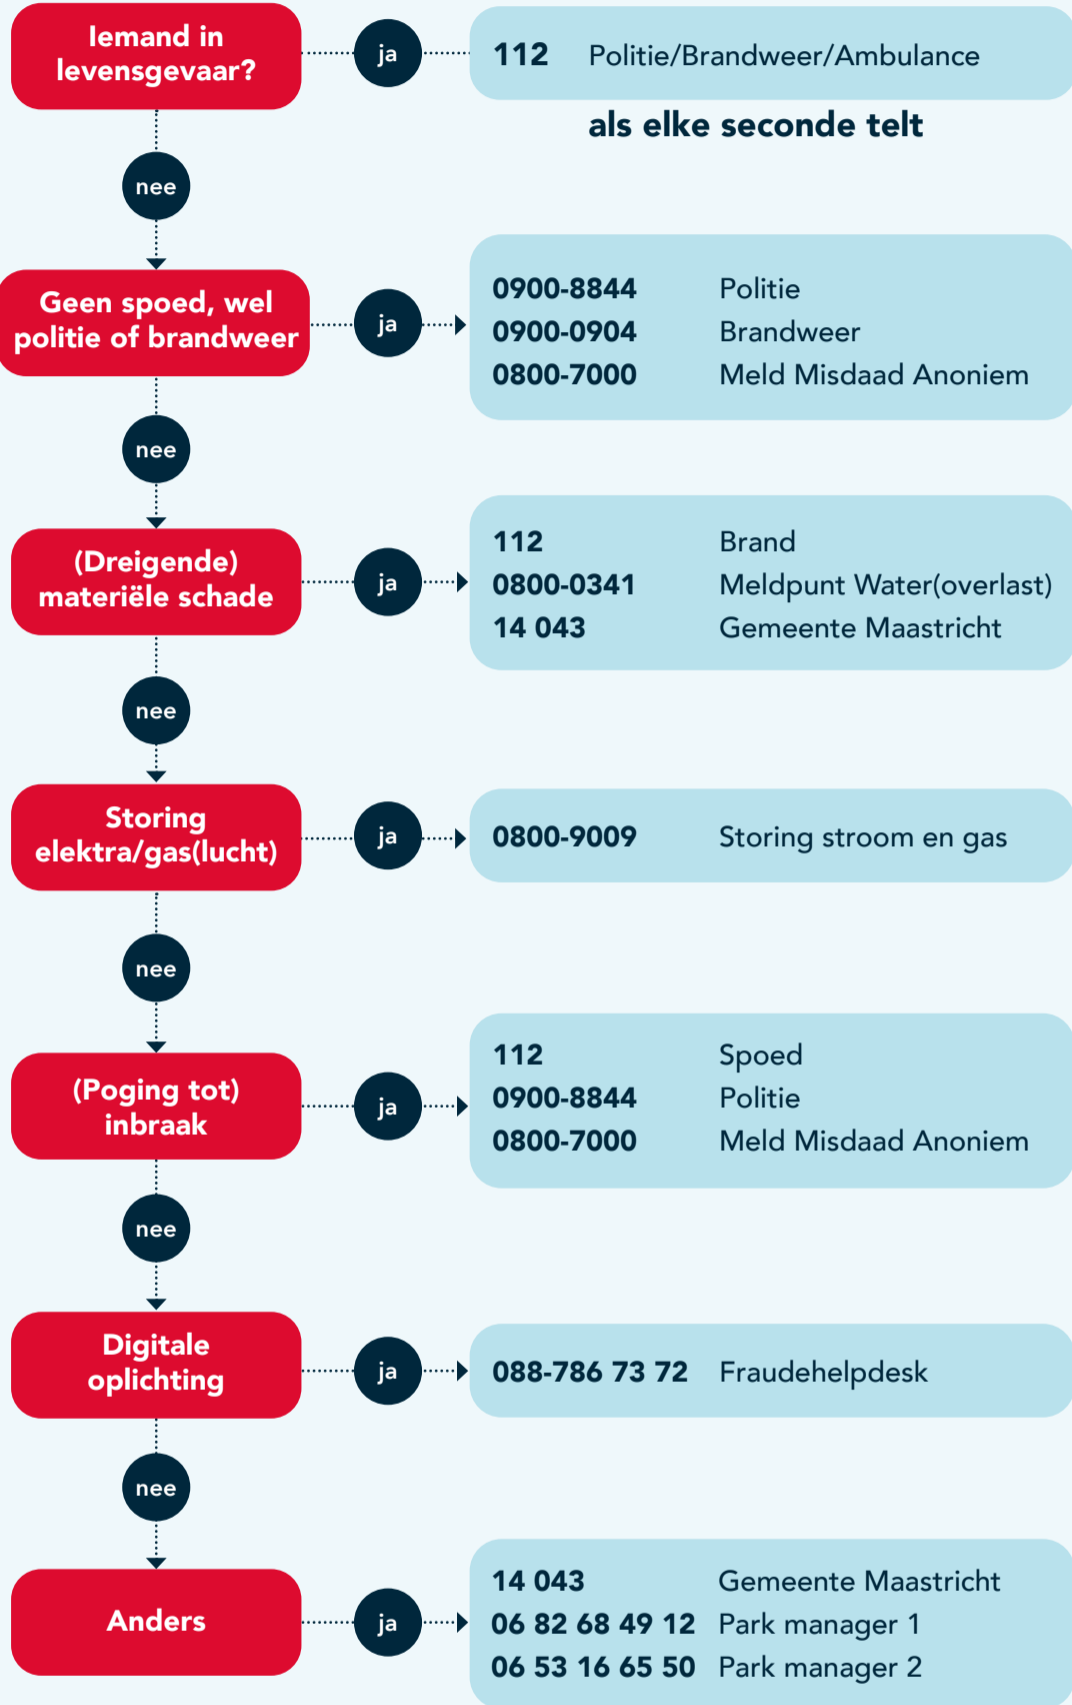 Iemand in
levensgevaar?
ja
112 Politie/Brandweer/Ambulance
als elke seconde telt
nee
Geen spoed, wel
politie of brandweer
ja
0900-8844 Politie
0900-0904 Brandweer
0800-7000 Meld Misdaad Anoniem
nee
(Dreigende)
materiële schade
ja
112 Brand
0800-0341 Meldpunt Water(overlast)
14 043 Gemeente Maastricht
nee
Storing
elektra/gas(lucht)
ja
0800-9009 Storing stroom en gas
nee
(Poging tot)
inbraak
ja
112 Spoed
0900-8844 Politie
0800-7000 Meld Misdaad Anoniem
nee
Digitale
oplichting
ja
088-786 73 72 Fraudehelpdesk
nee
Anders
ja
14 043 Gemeente Maastricht
06 82 68 49 12 Park manager 1
06 53 16 65 50 Park manager 2